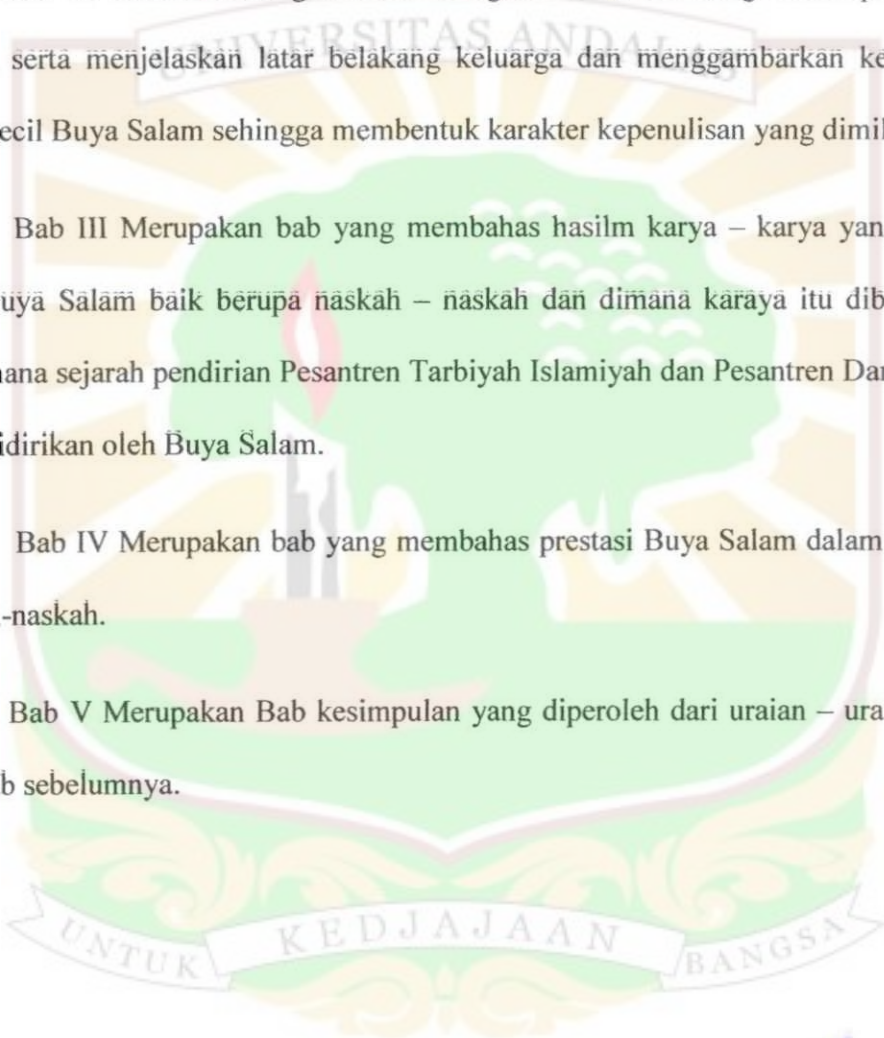 UNIVERSITAS ANDALAS
serta menjelaskan latar belakang keluarga dan menggambarkan ke
ecil Buya Salam sehingga membentuk karakter kepenulisan yang dimil
Bab III Merupakan bab yang membahas hasilm karya – karya yan
uya Salam baik berupa naskah – naskah dan dimana karaya itu dib
ana sejarah pendirian Pesantren Tarbiyah Islamiyah dan Pesantren Dar
idirikan oleh Buya Salam.
Bab IV Merupakan bab yang membahas prestasi Buya Salam dalam
-naskah.
Bab V Merupakan Bab kesimpulan yang diperoleh dari uraian – ura
b sebelumnya.
UNTUK KEDJAJAAN BANGSA